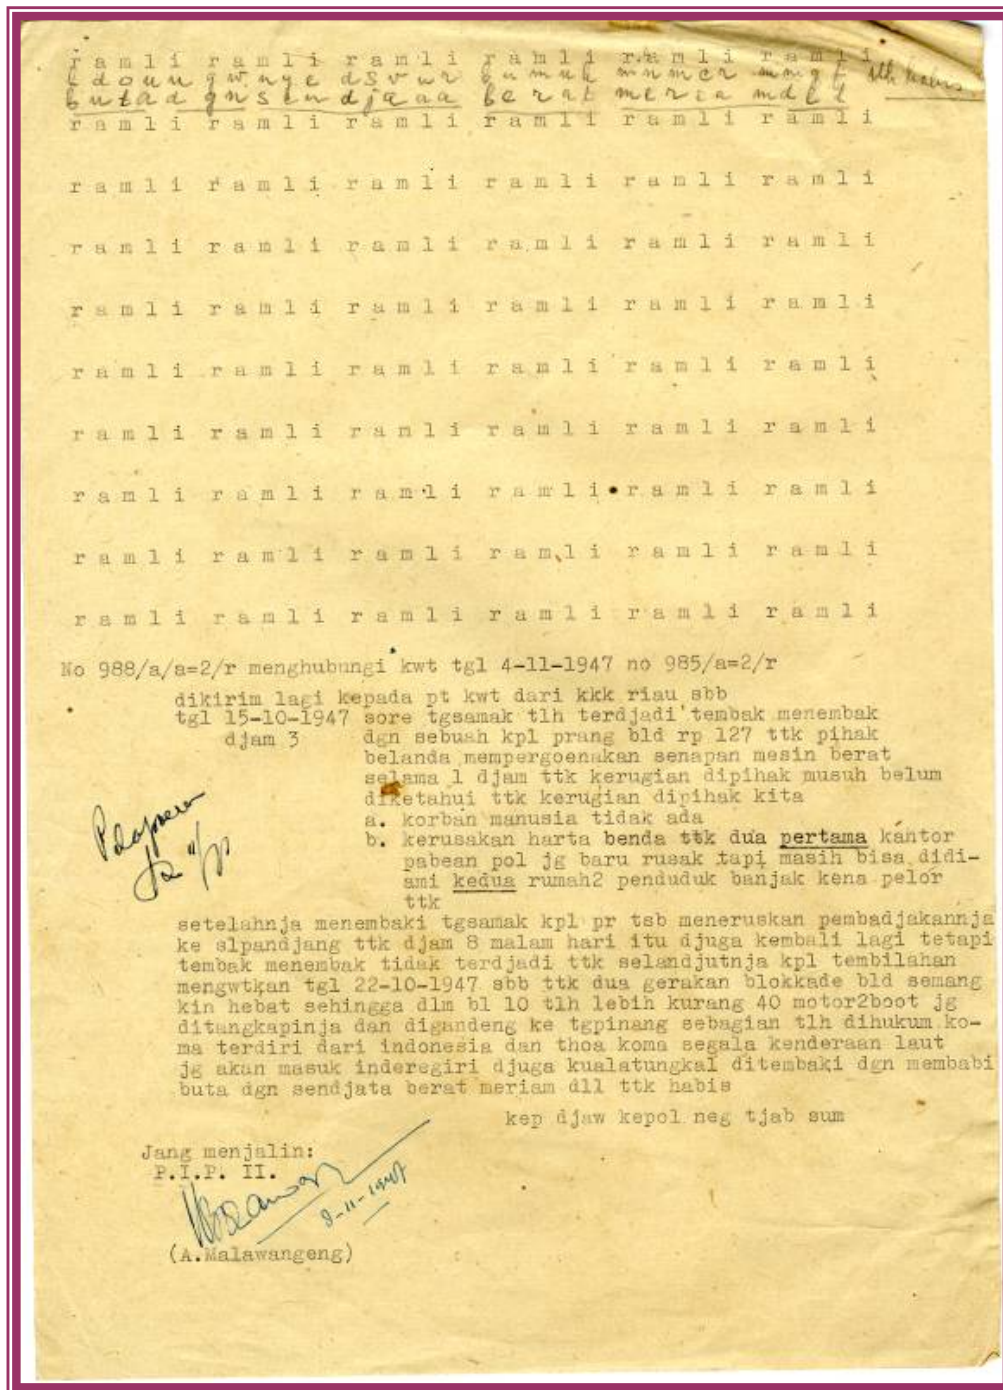 r a m l i r a m l i r a m l i r a m l i r a m l i r a m l i
t d o u u g w n y e d s v w r b u m u k m n m e r m m g t ttk habis
b u t a d g n s e n d j a a a b e r a t m e r i a m d l l
r a m l i r a m l i r a m l i r a m l i r a m l i r a m l i
r a m l i r a m l i r a m l i r a m l i r a m l i r a m l i
r a m l i r a m l i r a m l i r a m l i r a m l i r a m l i
r a m l i r a m l i r a m l i r a m l i r a m l i r a m l i
r a m l i r a m l i r a m l i r a m l i r a m l i r a m l i
r a m l i r a m l i r a m l i r a m l i r a m l i r a m l i
r a m l i r a m l i r a m l i r a m l i r a m l i r a m l i
r a m l i r a m l i r a m l i r a m l i r a m l i r a m l i
r a m l i r a m l i r a m l i r a m l i r a m l i r a m l i
No 988/a/a=2/r menghubungi kwt tgl 4-11-1947 no 985/a=2/r
dikirim lagi kepada pt kwt dari kkk riau sbb
tgl 15-10-1947 sore tgsamak tlh terdjadi tembak menembak
djam 3 dgn sebuah kpl prang bld rp 127 ttk pihak
belanda mempergoenakan senapan mesin berat
selama 1 djam ttk kerugian dipihak musuh belum
diketahui ttk kerugian dipihak kita
a. korban manusia tidak ada
b. kerusakan harta benda ttk dua pertama kantor
pabean pol jg baru rusak tapi masih bisa didi-
ami kedua rumah2 penduduk banjak kena pelor
ttk
setelahnja menembaki tgsamak kpl pr tsb meneruskan pembadjakannja
ke slpandjang ttk djam 8 malam hari itu djuga kembali lagi tetapi
tembak menembak tidak terdjadi ttk selandjutnja kpl tembilahan
mengwtkan tgl 22-10-1947 sbb ttk dua gerakan blokkade bld semang
kin hebat sehingga dlm bl 10 tlh lebih kurang 40 motor2boot jg
ditangkapinja dan digandeng ke tgpinang sebagian tlh dihukum ko-
ma terdiri dari indonesia dan thoa koma segala kenderaan laut
jg akan masuk inderegiri djuga kualatungkal ditembaki dgn membabi
buta dgn sendjata berat meriam dll ttk habis
kep djaw kepol neg tjab sum
Jang menjalin:
P.I.P. II.
9-11-1947
(A.Malawangeng)